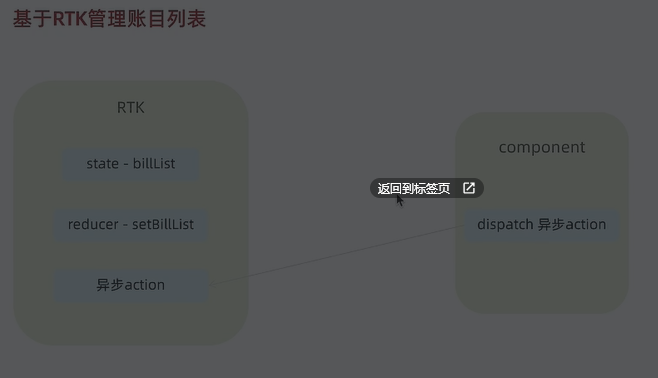 基于RTK管理账目列表
RTK
state - billList
reducer - setBillList
异步action
component
dispatch 异步action
返回到标签页